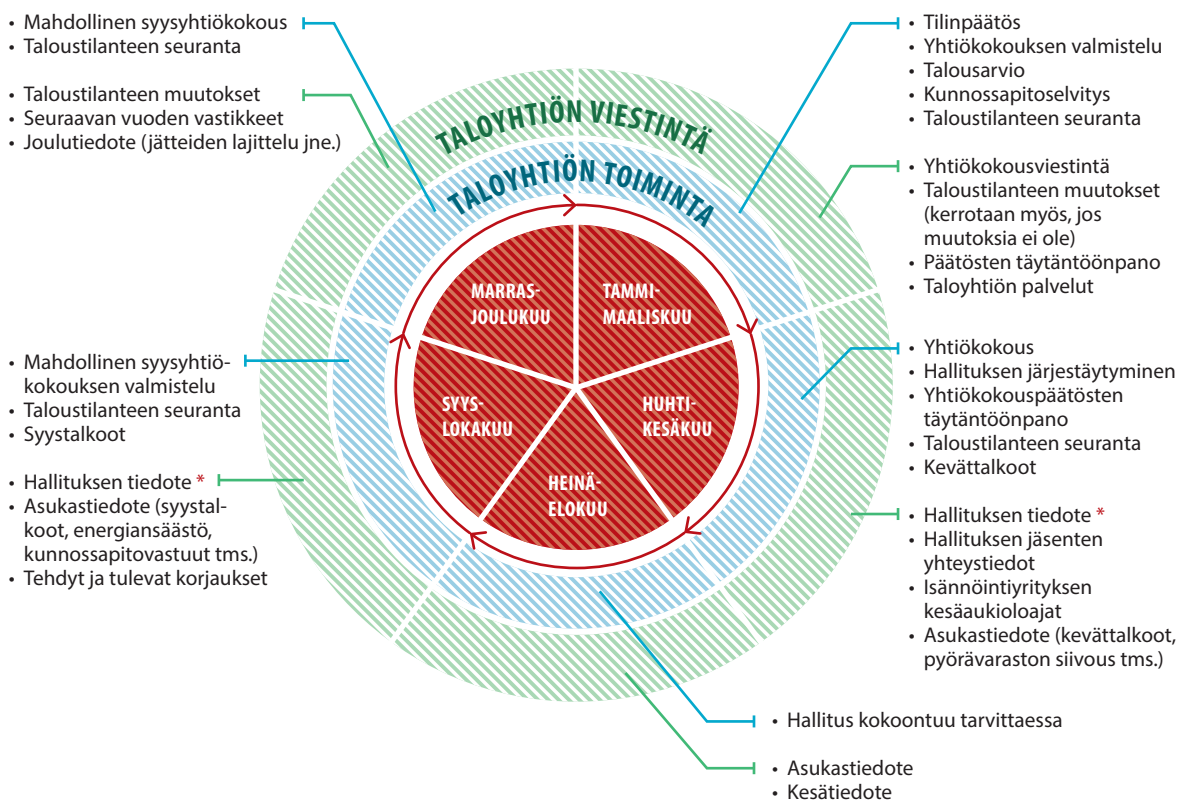 • Mahdollinen syysyhtiökokous
• Taloustilanteen seuranta
• Taloustilanteen muutokset
• Seuraavan vuoden vastikkeet
• Joulutiedote (jätteiden lajittelu jne.)
• Tilinpäätös
• Yhtiökokouksen valmistelu
• Talousarvio
• Kunnossapitoselvitys
• Taloustilanteen seuranta
• Yhtiökokousviestintä
• Taloustilanteen muutokset
(kerrotaan myös, jos
muutoksia ei ole)
• Päätösten täytäntöönpano
• Taloyhtiön palvelut
TALOYHTIÖN VIESTINTÄ
TALOYHTIÖN TOIMINTA
MARRAS-
JOULUKUU
TAMMI-
MAALISKUU
SYYS-
LOKAKUU
HUHTI-
KESÄKUU
HEINÄ-
ELOKUU
• Mahdollinen syysyhtiö-
kokouksen valmistelu
• Taloustilanteen seuranta
• Syystalkoot
• Hallituksen tiedote *
• Asukastiedote (syystal-
koot, energiansäästö,
kunnossapitovastuut tms.)
• Tehdyt ja tulevat korjaukset
• Yhtiökokous
• Hallituksen järjestäytyminen
• Yhtiökokouspäätösten
täytäntöönpano
• Taloustilanteen seuranta
• Kevättalkoot
• Hallituksen tiedote *
• Hallituksen jäsenten
yhteystiedot
• Isännöintiyrityksen
kesäaukioloajat
• Asukastiedote (kevättalkoot,
pyörävaraston siivous tms.)
• Hallitus kokoontuu tarvittaessa
• Asukastiedote
• Kesätiedote